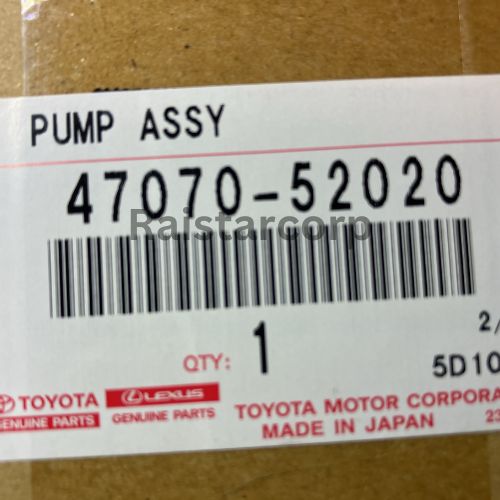 PUMP ASSY
47070-52020
Raistarcorp
2/
QTY: 1
5D10
TOYOTA LEXUS
GENUINE PARTS GENUINE PARTS
TOYOTA MOTOR CORPORA
MADE IN JAPAN 23